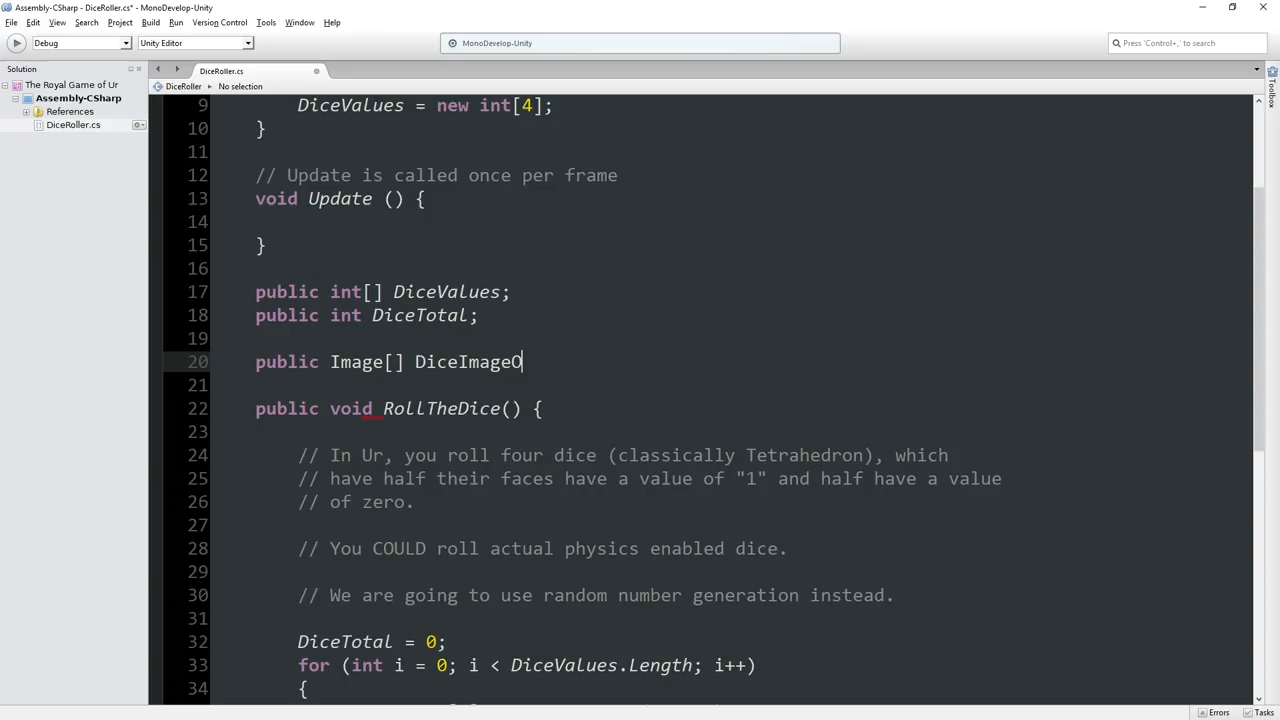 Assembly-CSharp - DiceRoller.cs* - MonoDevelop-Unity
File Edit View Search Project Build Run Version Control Tools Window Help
Debug Unity Editor MonoDevelop-Unity Press 'Control+,' to search
Solution
The Royal Game of Ur
Assembly-CSharp
References
DiceRoller.cs
DiceRoller.cs
DiceRoller No selection
9 DiceValues = new int[4];
10 }
11
12 // Update is called once per frame
13 void Update () {
14
15 }
16
17 public int[] DiceValues;
18 public int DiceTotal;
19
20 public Image[] DiceImageO
21
22 public void RollTheDice() {
23
24 // In Ur, you roll four dice (classically Tetrahedron), which
25 // have half their faces have a value of "1" and half have a value
26 // of zero.
27
28 // You COULD roll actual physics enabled dice.
29
30 // We are going to use random number generation instead.
31
32 DiceTotal = 0;
33 for (int i = 0; i < DiceValues.Length; i++)
34 {
Toolbox
Errors Tasks